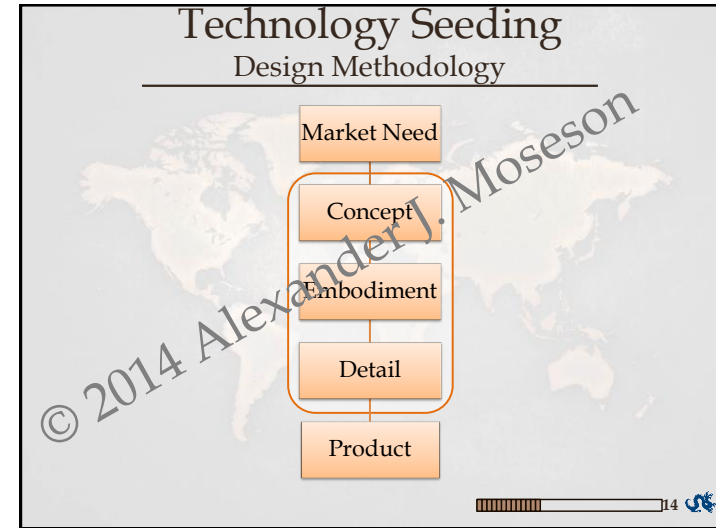 Technology Seeding
Design Methodology
Market Need
Concept
Embodiment
Detail
Product
© 2014 Alexander J. Moseson
14